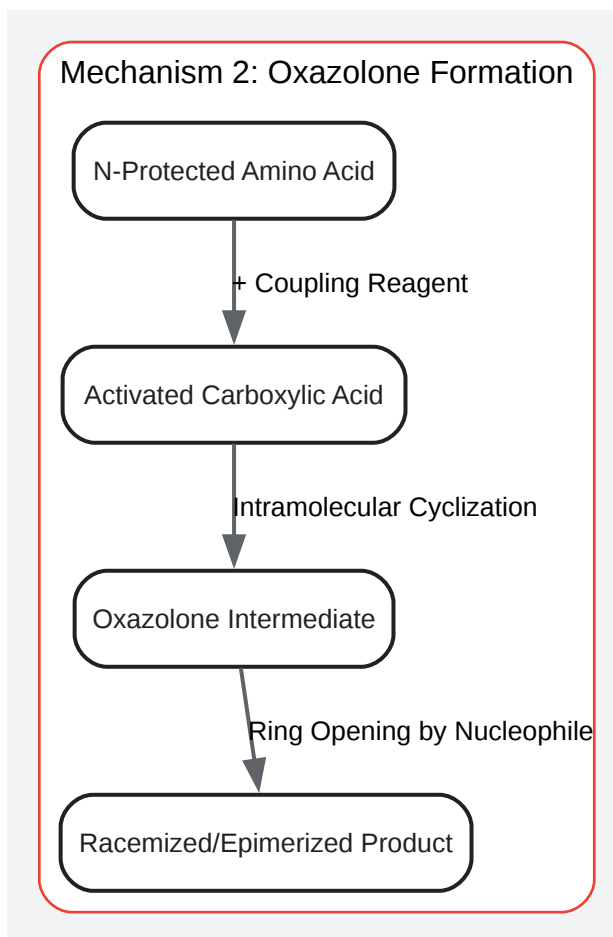 Mechanism 2: Oxazolone Formation
N-Protected Amino Acid
+ Coupling Reagent
Activated Carboxylic Acid
Intramolecular Cyclization
Oxazolone Intermediate
Ring Opening by Nucleophile
Racemized/Epimerized Product